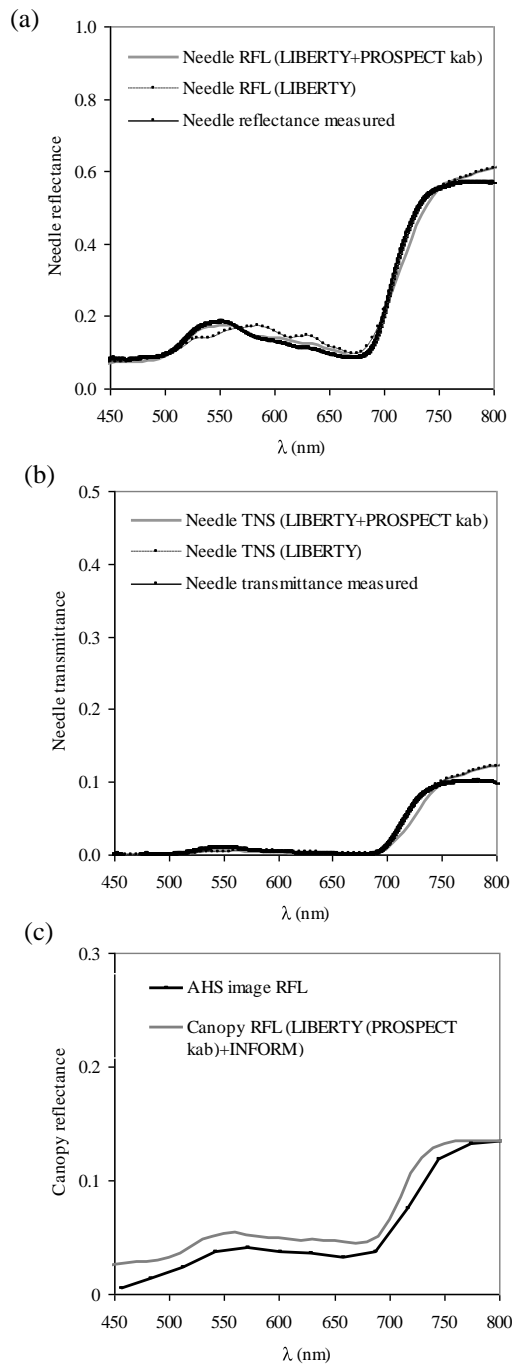 (a)
1.0
0.8
0.6
0.4
0.2
0.0
Needle reflectance
Needle RFL (LIBERTY+PROSPECT kab)
Needle RFL (LIBERTY)
Needle reflectance measured
450 500 550 600 650 700 750 800
λ (nm)
(b)
0.5
0.4
0.3
0.2
0.1
0.0
Needle transmittance
Needle TNS (LIBERTY+PROSPECT kab)
Needle TNS (LIBERTY)
Needle transmittance measured
450 500 550 600 650 700 750 800
λ (nm)
(c)
0.3
0.2
0.1
0
Canopy reflectance
AHS image RFL
Canopy RFL (LIBERTY (PROSPECT
kab)+INFORM)
450 500 550 600 650 700 750 800
λ (nm)